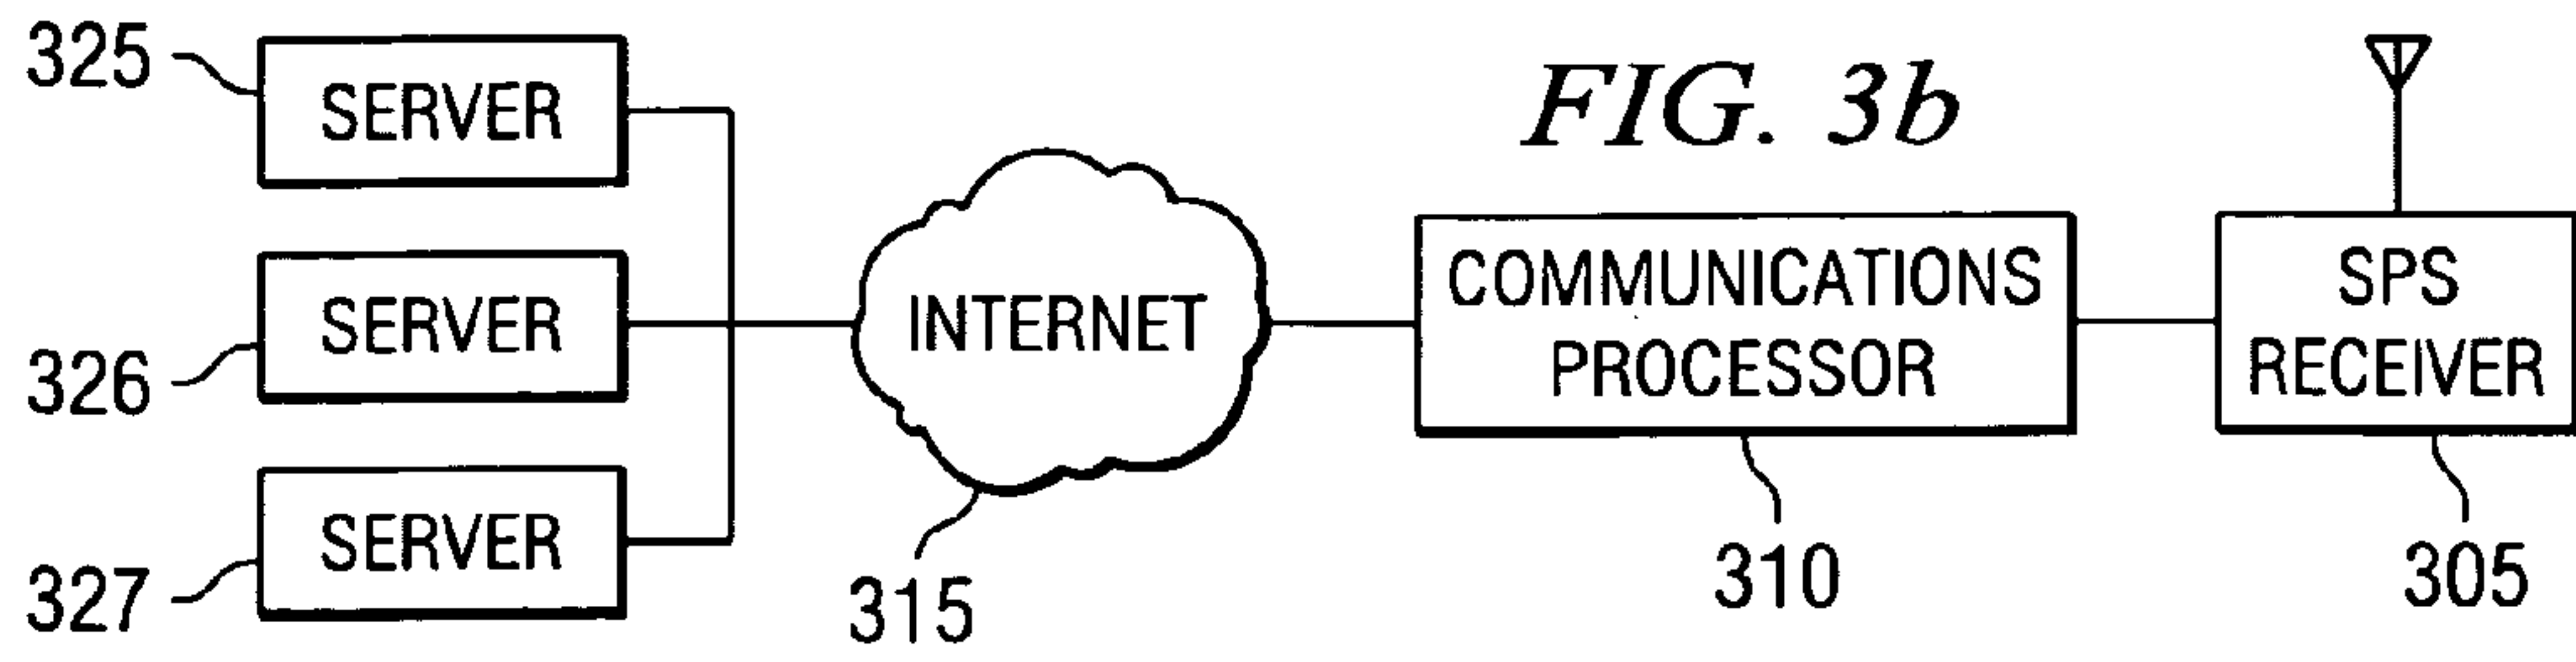 325
SERVER
326
SERVER
327
SERVER
INTERNET
315
FIG. 3b
COMMUNICATIONS
PROCESSOR
310
SPS
RECEIVER
305